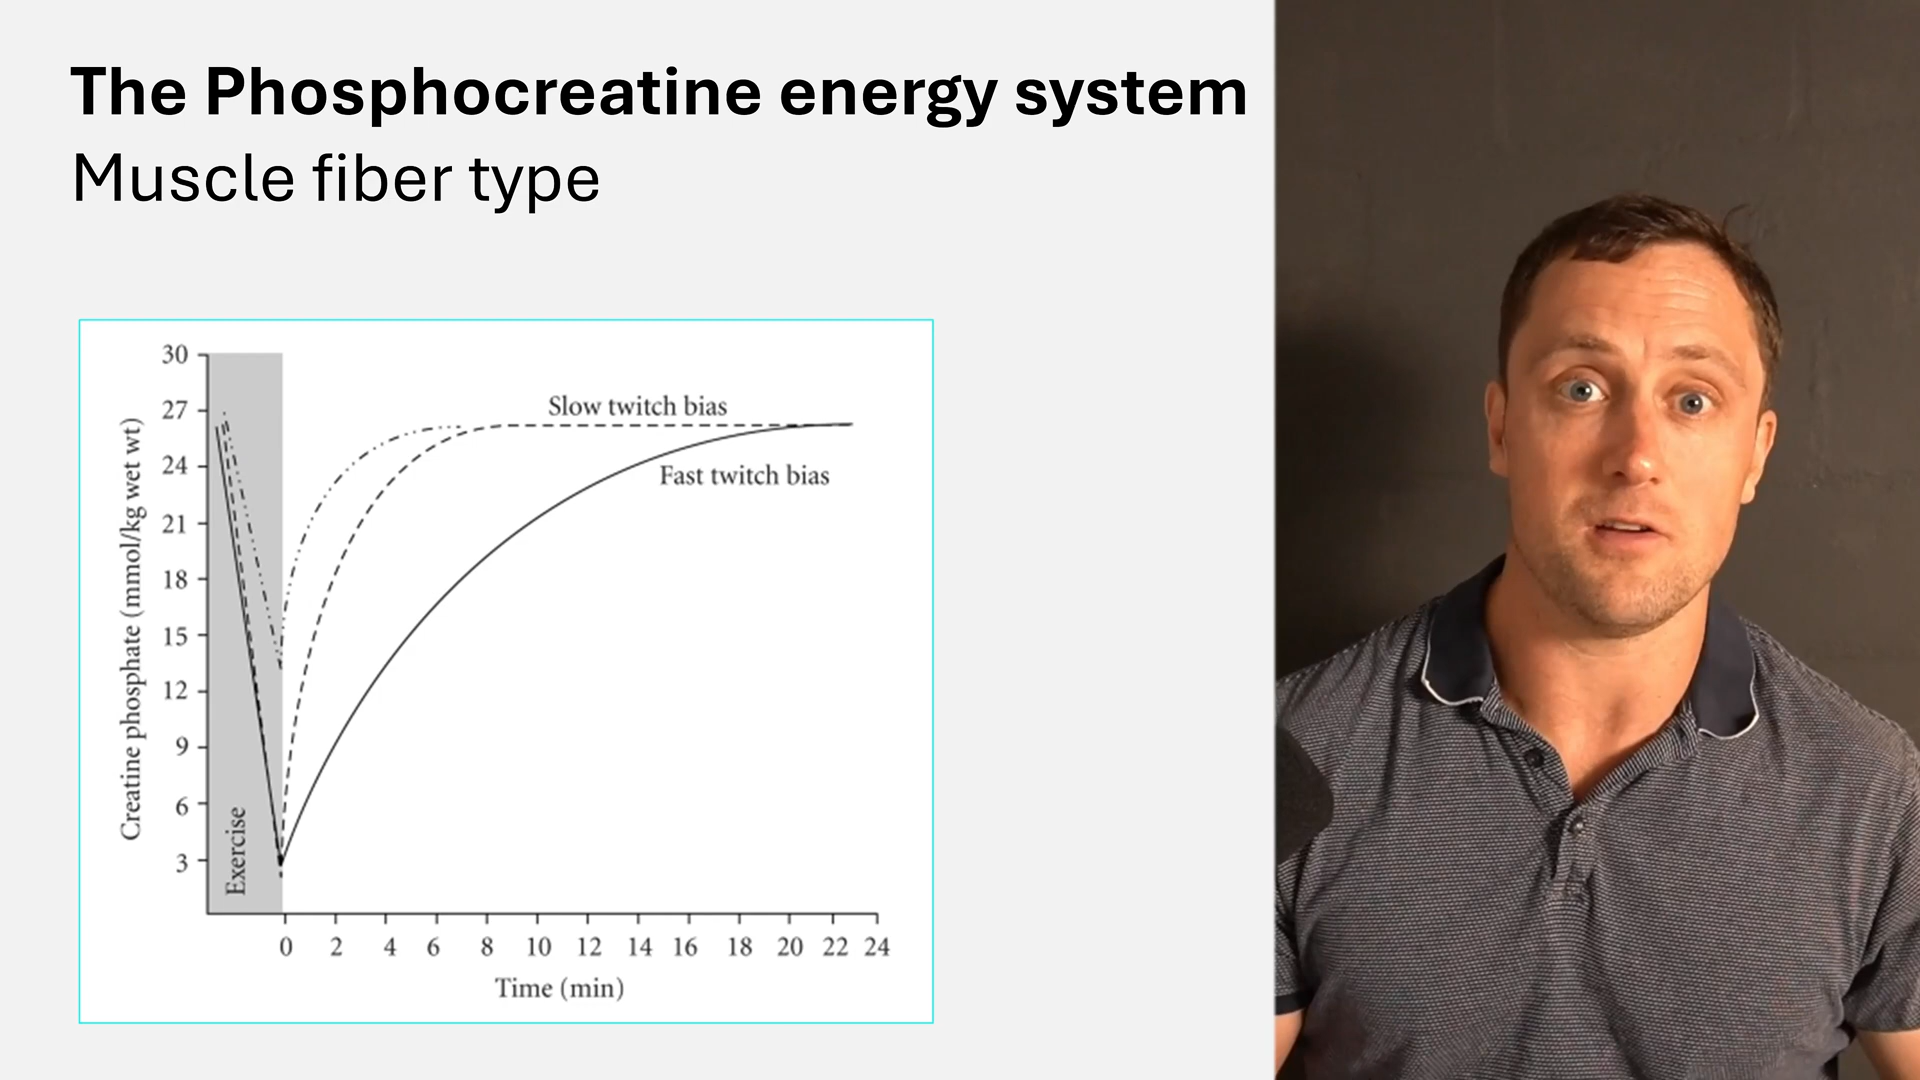 The Phosphocreatine energy system
Muscle fiber type
30
27
24
21
18
15
12
9
6
3
Creatine phosphate (mmol/kg wet wt)
Exercise
Slow twitch bias
Fast twitch bias
0 2 4 6 8 10 12 14 16 18 20 22 24
Time (min)